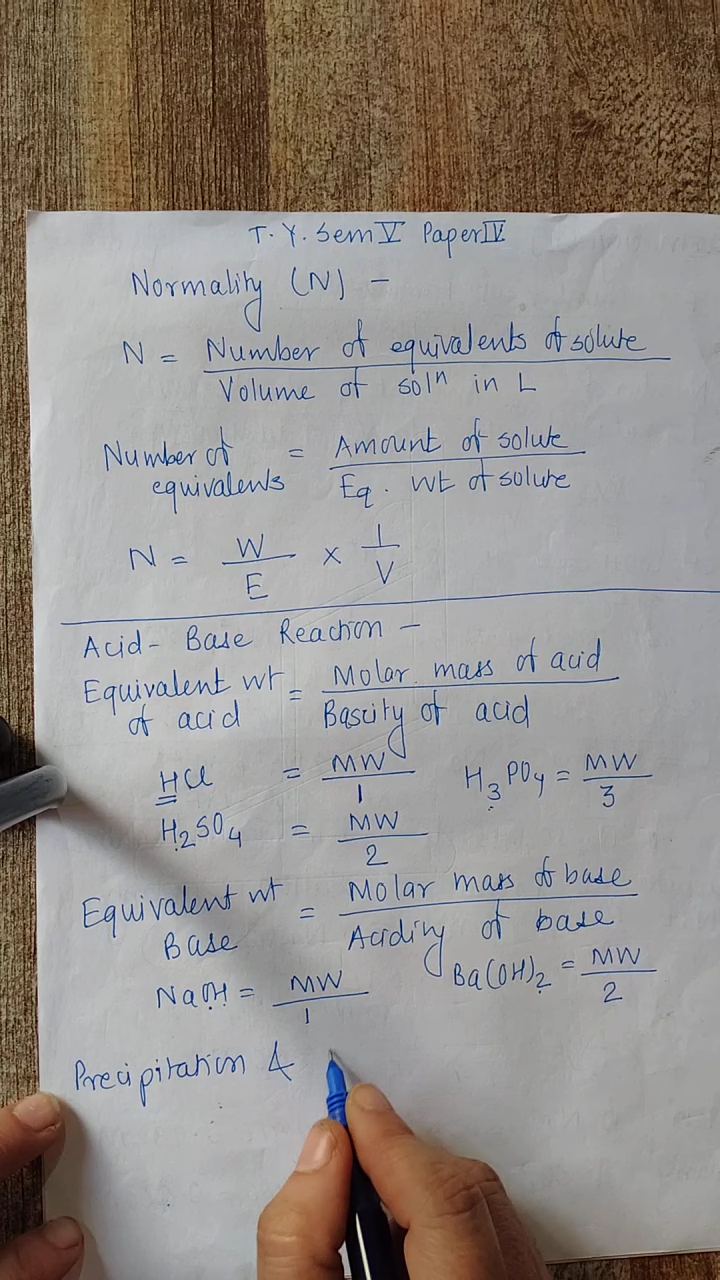 T. Y. Sem V Paper IV
Normality (N) -
N = Number of equivalents of solute
Volume of solⁿ in L
Number of = Amount of solute
equivalents Eq. Wt of solute
N = W × 1
E V
Acid - Base Reaction -
Equivalent wt = Molar mass of acid
of acid Bascity of acid
HCl = MW H3PO4 = MW
1 3
H2SO4 = MW
2
Equivalent wt = Molar mass of base
Base Acidity of base
NaOH = MW Ba(OH)2 = MW
1 2
Precipitation &